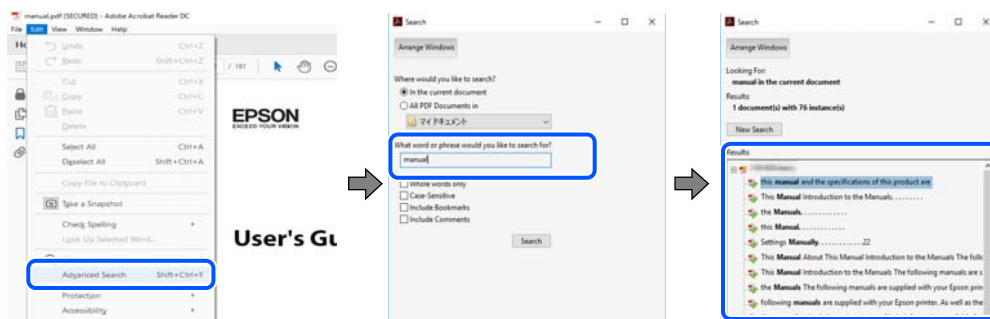 manual.pdf (SECURED) - Adobe Acrobat Reader DC
File Edit View Window Help
Undo Ctrl+Z
Redo Shift+Ctrl+Z
Cut Ctrl+X
Copy Ctrl+C
Paste Ctrl+V
Delete
Select All Ctrl+A
Deselect All Shift+Ctrl+A
Copy File to Clipboard
Take a Snapshot
Check Spelling
Look Up Selected Word...
Advanced Search Shift+Ctrl+F
Protection
Accessibility
/ 181
EPSON
EXCEED YOUR VISION
User's Gu
Search
Arrange Windows
Where would you like to search?
In the current document
All PDF Documents in
マイ ドキュメント
What word or phrase would you like to search for?
manual
Whole words only
Case-Sensitive
Include Bookmarks
Include Comments
Search
Search
Arrange Windows
Looking For:
manual in the current document
Results:
1 document(s) with 76 instance(s)
New Search
Results:
this manual and the specifications of this product are
This Manual Introduction to the Manuals. . . . . . . . .
the Manuals. . . . . . . . . . . . .
this Manual. . . . . . . . . . . . .
Settings Manually. . . . . . . . . . . . .22
This Manual About This Manual Introduction to the Manuals The follo
This Manual Introduction to the Manuals The following manuals are s
the Manuals The following manuals are supplied with your Epson prin
following manuals are supplied with your Epson printer. As well as the